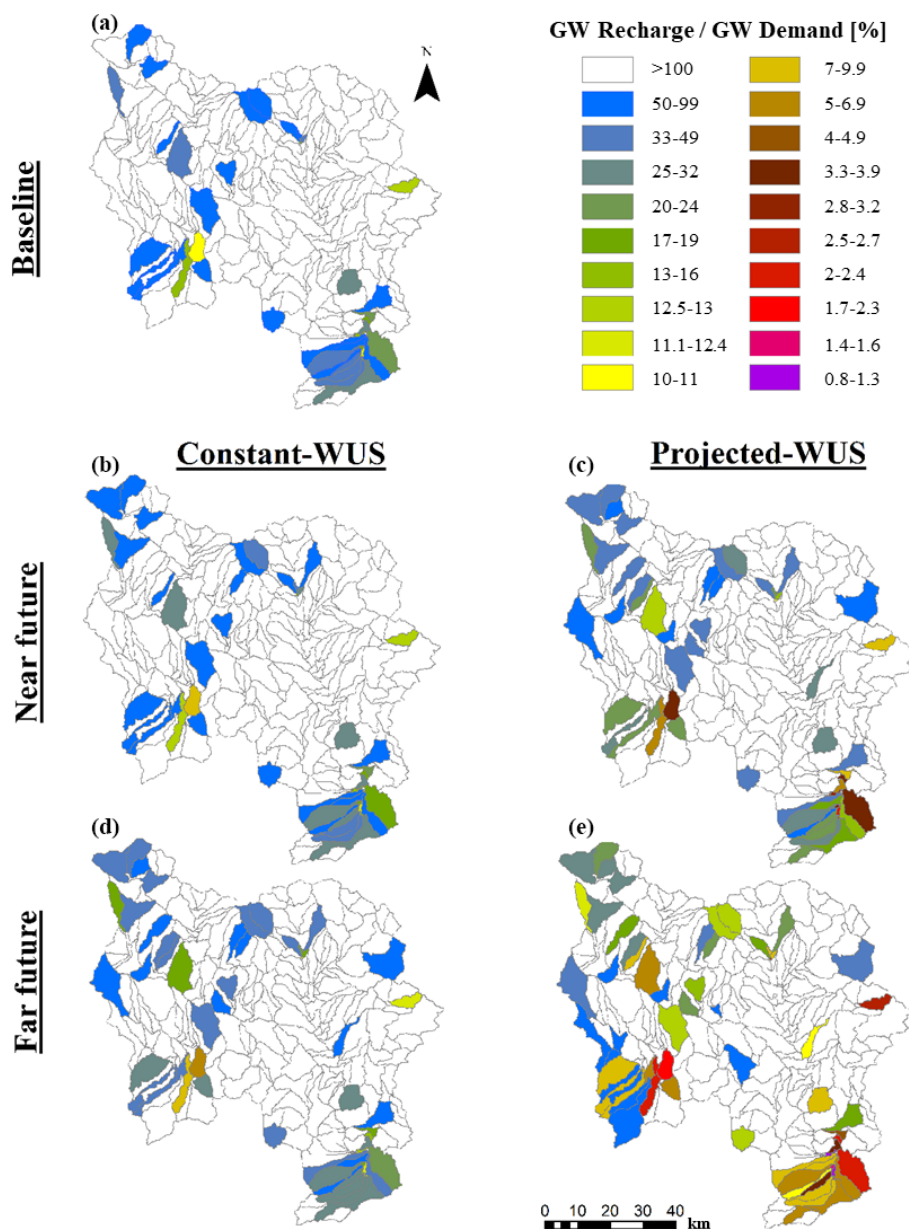 (a)
N
GW Recharge / GW Demand [%]
>100
7-9.9
50-99
5-6.9
33-49
4-4.9
25-32
3.3-3.9
20-24
2.8-3.2
17-19
2.5-2.7
13-16
2-2.4
12.5-13
1.7-2.3
11.1-12.4
1.4-1.6
10-11
0.8-1.3
Baseline
Constant-WUS
Projected-WUS
(b)
(c)
Near future
(d)
(e)
Far future
0 10 20 30 40
km